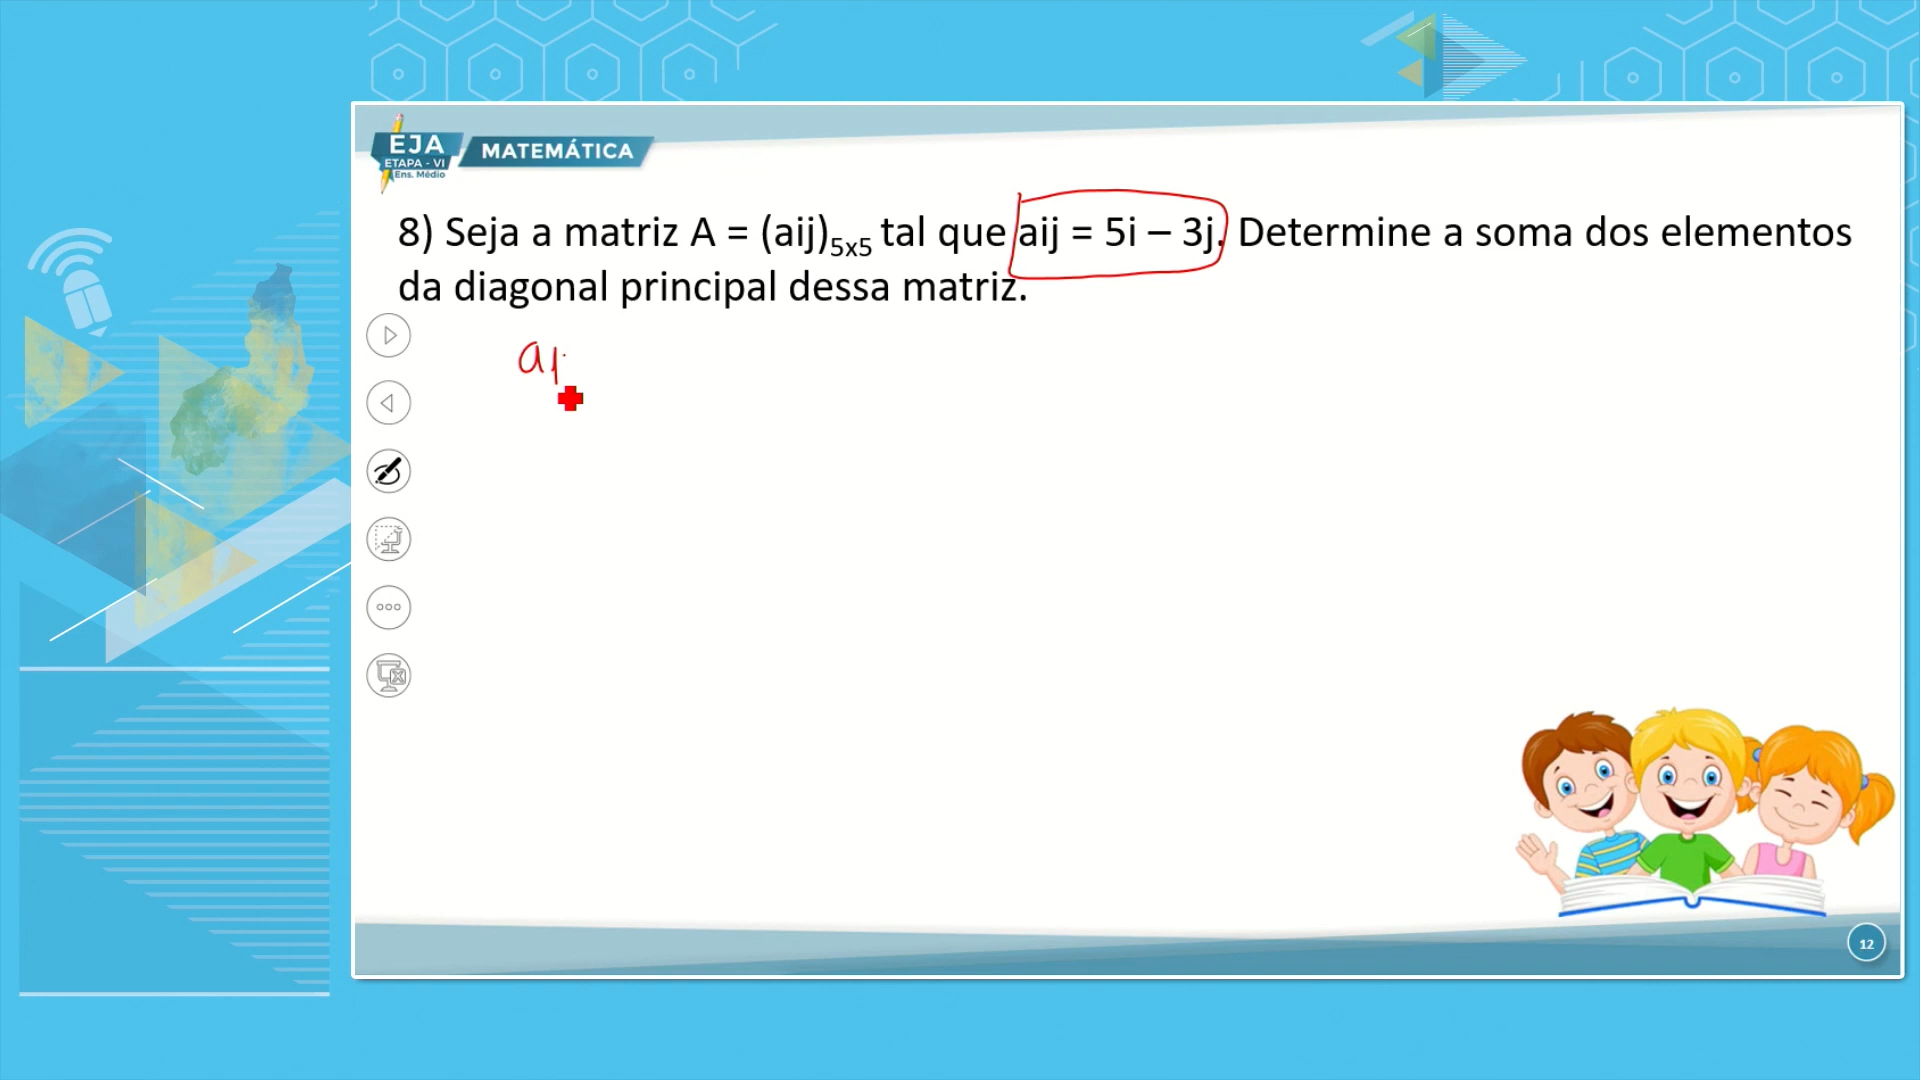 EJA
ETAPA - VI
Ens. Médio
MATEMÁTICA
8) Seja a matriz A = (aij)5x5 tal que aij = 5i – 3j. Determine a soma dos elementos
da diagonal principal dessa matriz.
a1
12